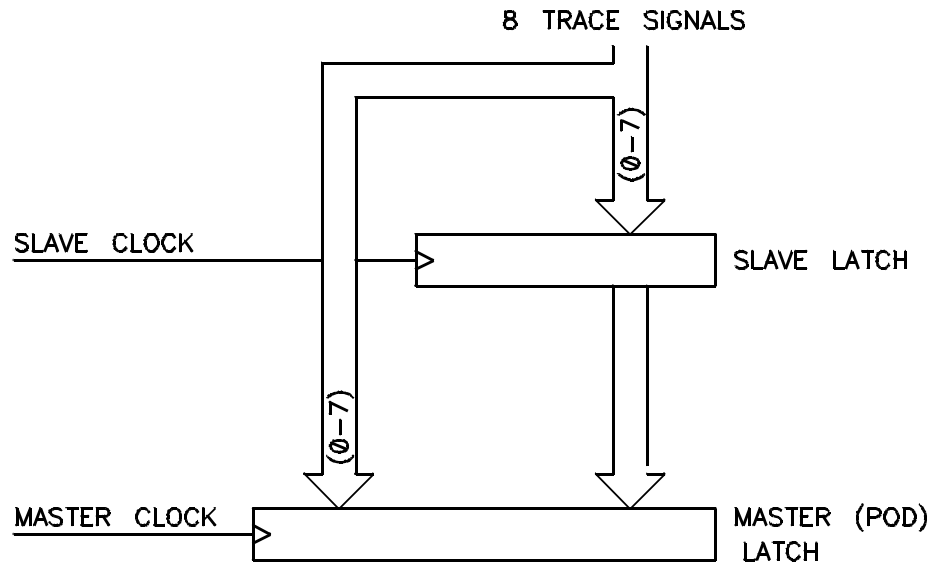 8 TRACE SIGNALS
(0-7)
SLAVE CLOCK
SLAVE LATCH
(0-7)
MASTER CLOCK
MASTER (POD)
LATCH